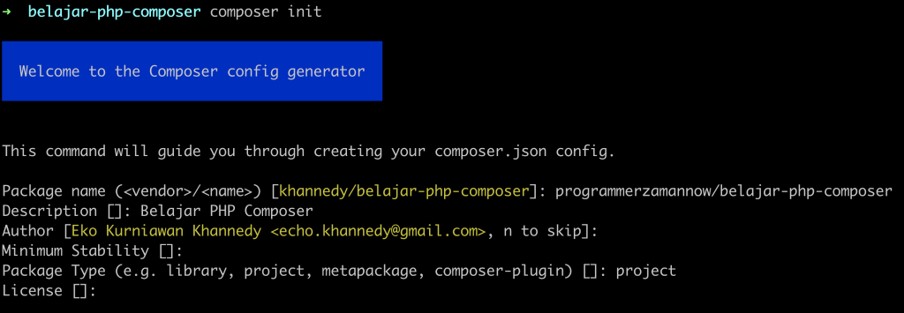 → belajar-php-composer composer init
Welcome to the Composer config generator
This command will guide you through creating your composer.json config.
Package name (<vendor>/<name>) [khannedy/belajar-php-composer]: programmerzamannow/belajar-php-composer
Description []: Belajar PHP Composer
Author [Eko Kurniawan Khannedy <echo.khannedy@gmail.com>, n to skip]:
Minimum Stability []:
Package Type (e.g. library, project, metapackage, composer-plugin) []: project
License []: